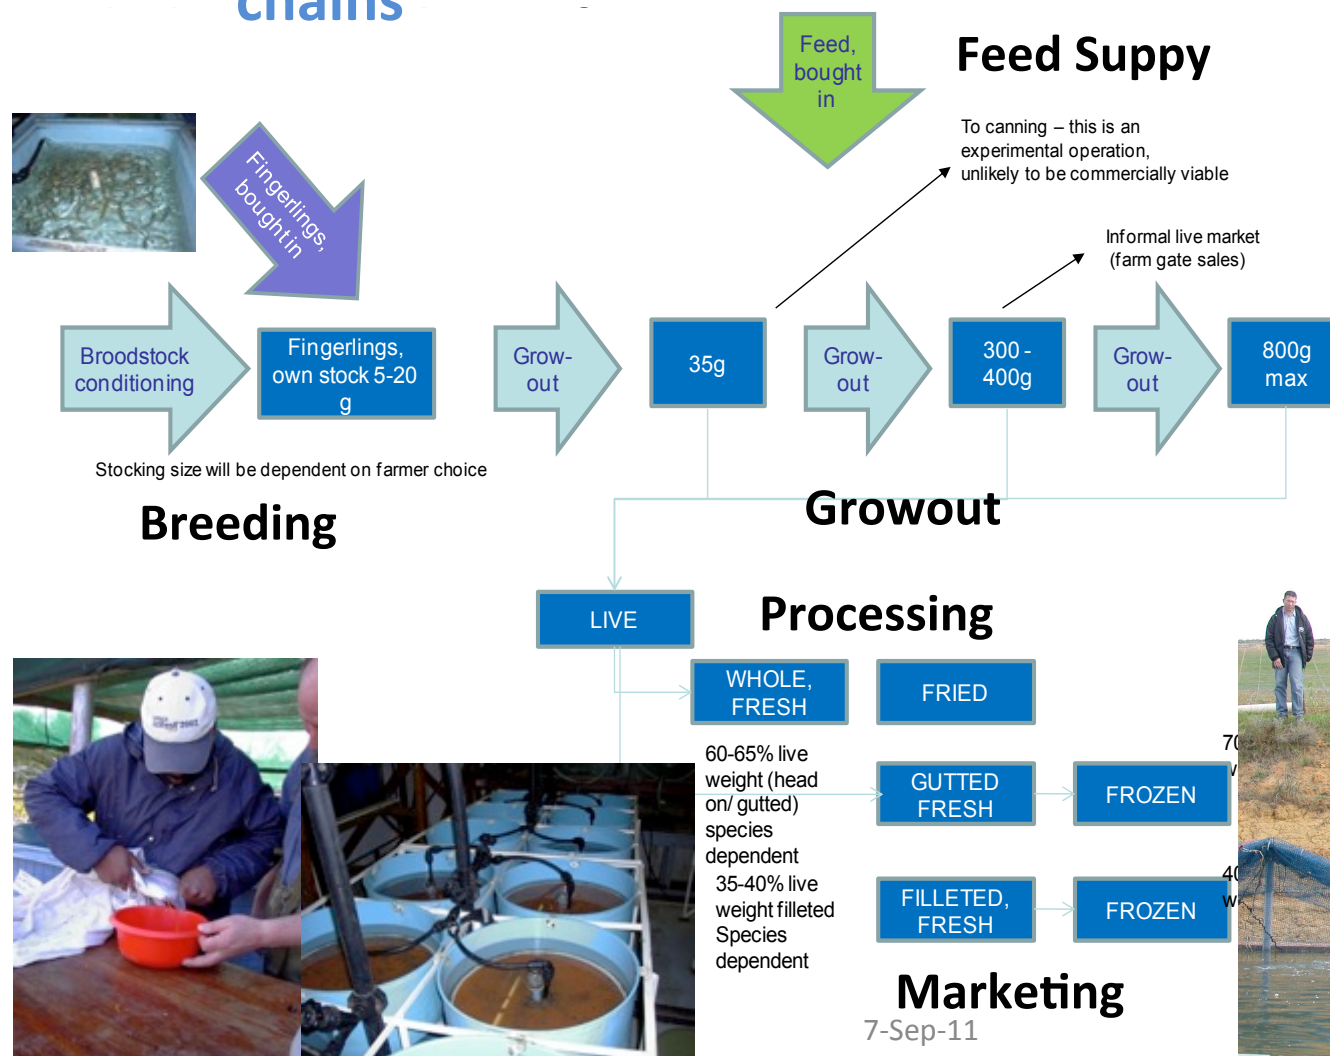 chains
Feed,
bought
in
Feed Suppy
To canning – this is an
experimental operation,
unlikely to be commercially viable
Fingerlings,
bought in
Informal live market
(farm gate sales)
Broodstock
conditioning
Fingerlings,
own stock 5-20
g
Grow-
out
35g
Grow-
out
300 -
400g
Grow-
out
800g
max
Stocking size will be dependent on farmer choice
Breeding
Growout
LIVE
Processing
WHOLE,
FRESH
FRIED
60-65% live
weight (head
on/ gutted)
species
dependent
GUTTED
FRESH
FROZEN
35-40% live
weight filleted
Species
dependent
FILLETED,
FRESH
FROZEN
Marketing
7-Sep-11